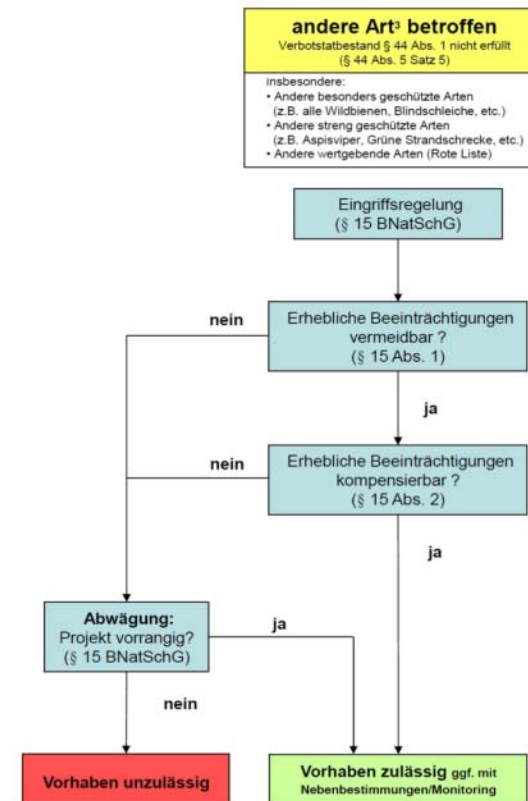 andere Art³ betroffen
Verbotstatbestand § 44 Abs. 1 nicht erfüllt
(§ 44 Abs. 5 Satz 5)
Insbesondere:
• Andere besonders geschützte Arten
(z.B. alle Wildbienen, Blindschleiche, etc.)
• Andere streng geschützte Arten
(z.B. Aspisviper, Grüne Strandschrecke, etc.)
• Andere wertgebende Arten (Rote Liste)
Eingriffsregelung
(§ 15 BNatSchG)
nein
Erhebliche Beeinträchtigungen
vermeidbar ?
(§ 15 Abs. 1)
ja
nein
Erhebliche Beeinträchtigungen
kompensierbar ?
(§ 15 Abs. 2)
ja
Abwägung:
Projekt vorrangig?
(§ 15 BNatSchG)
ja
nein
Vorhaben unzulässig
Vorhaben zulässig ggf. mit
Nebenbestimmungen/Monitoring